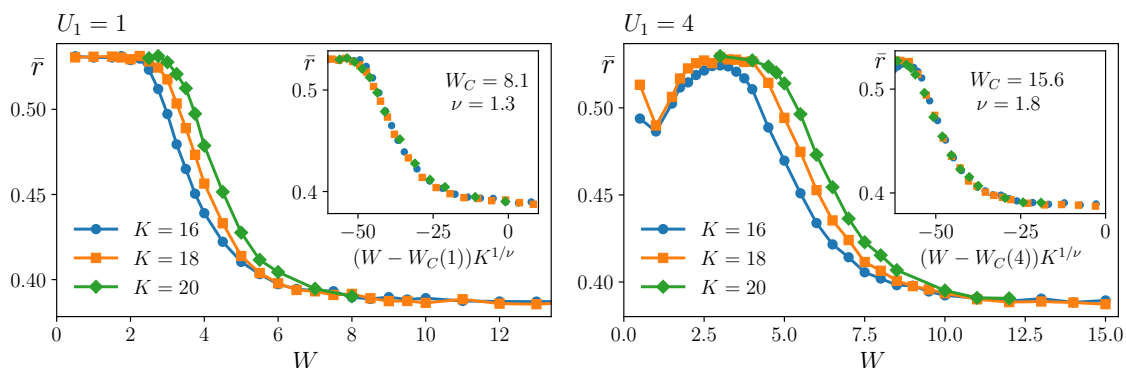 U₁ = 1
r̄
0.50
0.45
0.40
0 2 4 6 8 10 12
W
K = 16
K = 18
K = 20
r̄
0.5
0.4
−50 −25 0
W_C = 8.1
ν = 1.3
(W − W_C(1))K^{1/ν}
U₁ = 4
r̄
0.50
0.45
0.40
0.0 2.5 5.0 7.5 10.0 12.5 15.0
W
K = 16
K = 18
K = 20
r̄
0.5
0.4
−50 −25 0
W_C = 15.6
ν = 1.8
(W − W_C(4))K^{1/ν}